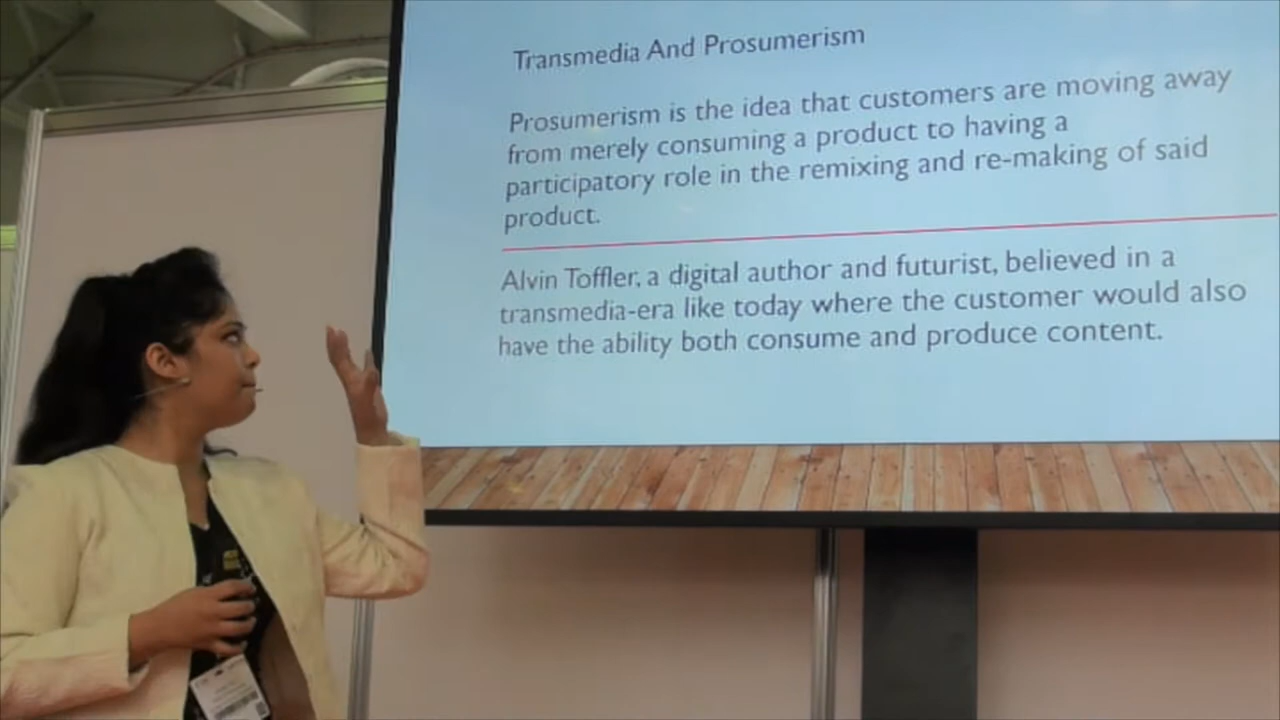 Transmedia And Prosumerism
Prosumerism is the idea that customers are moving away
from merely consuming a product to having a
participatory role in the remixing and re-making of said
product.
Alvin Toffler, a digital author and futurist, believed in a
transmedia-era like today where the customer would also
have the ability both consume and produce content.